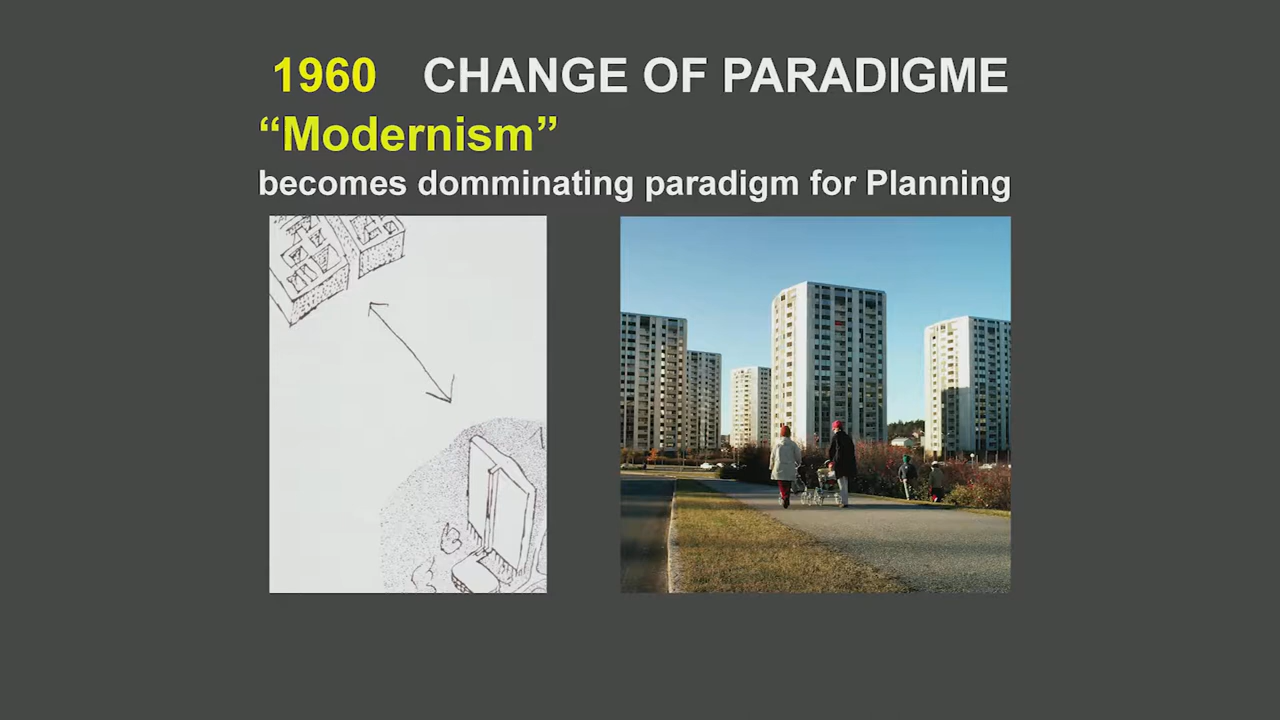 1960 CHANGE OF PARADIGME
“Modernism”
becomes domminating paradigm for Planning